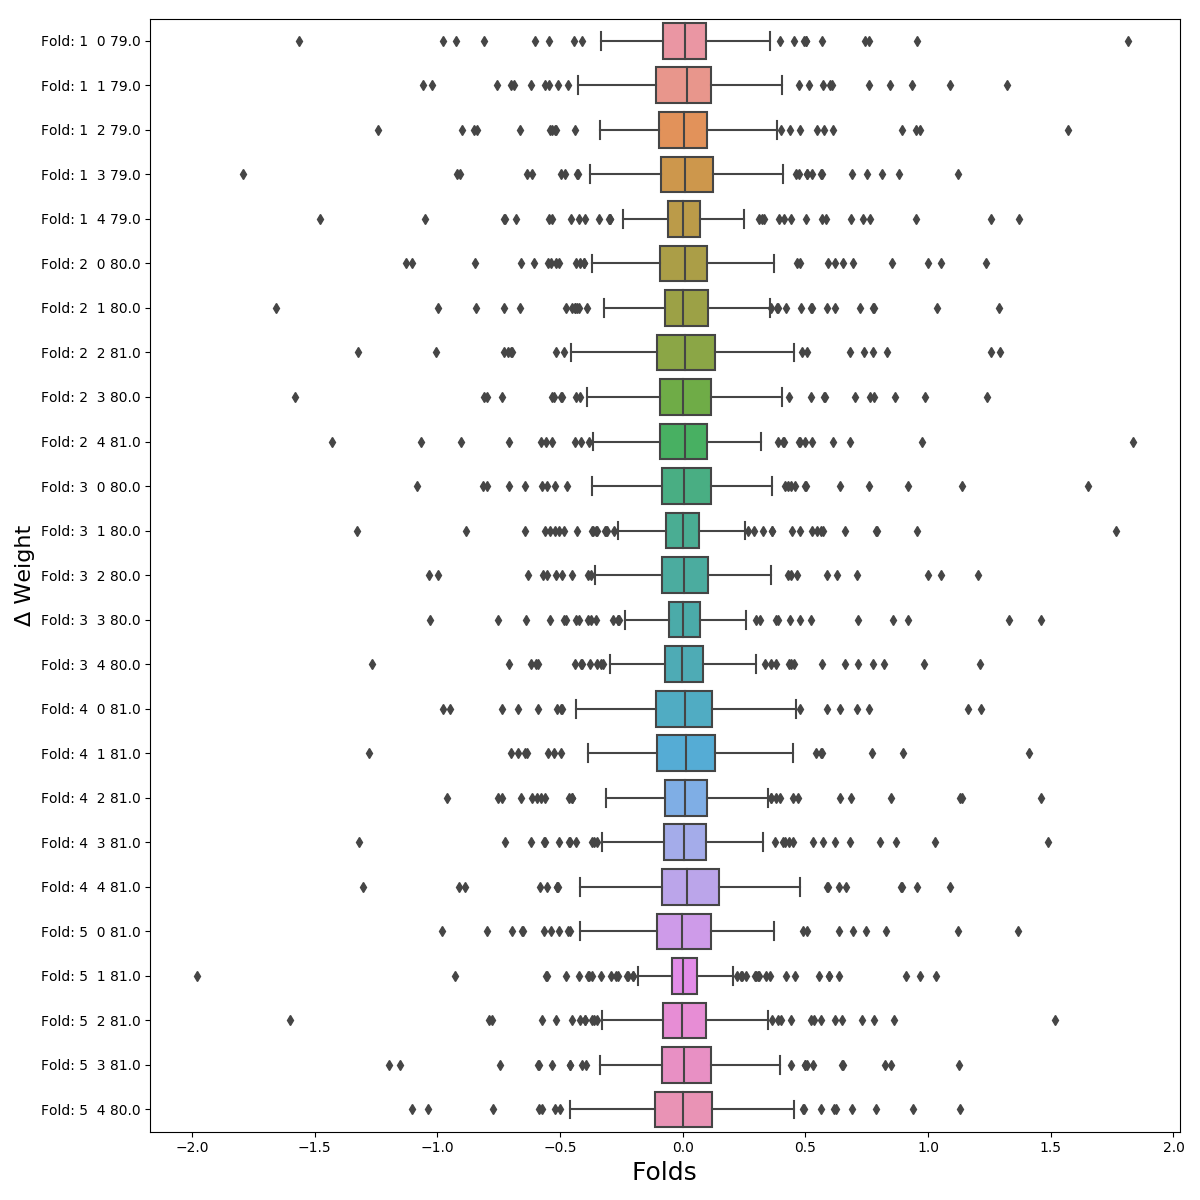 Fold: 1  0 79.0
Fold: 1  1 79.0
Fold: 1  2 79.0
Fold: 1  3 79.0
Fold: 1  4 79.0
Fold: 2  0 80.0
Fold: 2  1 80.0
Fold: 2  2 81.0
Fold: 2  3 80.0
Fold: 2  4 81.0
Fold: 3  0 80.0
Fold: 3  1 80.0
Fold: 3  2 80.0
Fold: 3  3 80.0
Fold: 3  4 80.0
Fold: 4  0 81.0
Fold: 4  1 81.0
Fold: 4  2 81.0
Fold: 4  3 81.0
Fold: 4  4 81.0
Fold: 5  0 81.0
Fold: 5  1 81.0
Fold: 5  2 81.0
Fold: 5  3 81.0
Fold: 5  4 80.0
Δ Weight
−2.0 −1.5 −1.0 −0.5 0.0 0.5 1.0 1.5 2.0
Folds